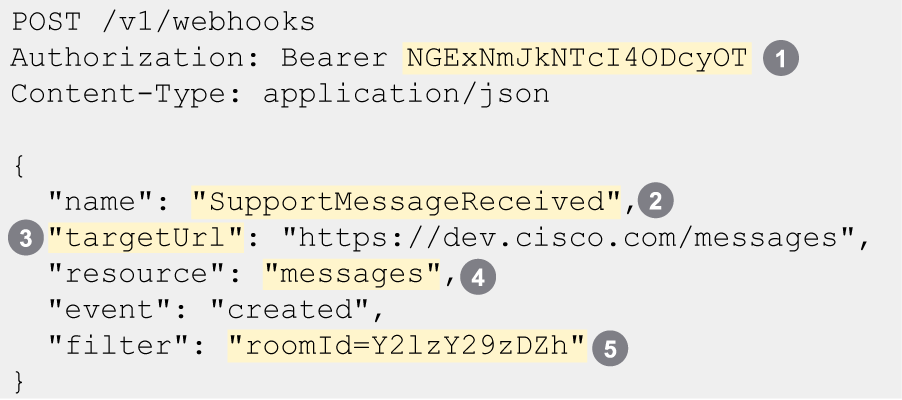 POST /v1/webhooks
Authorization: Bearer NGExNmJkNTcI4ODcyOT 1
Content-Type: application/json
{
"name": "SupportMessageReceived", 2
3 "targetUrl": "https://dev.cisco.com/messages",
"resource": "messages", 4
"event": "created",
"filter": "roomId=Y2lzY29zDZh" 5
}